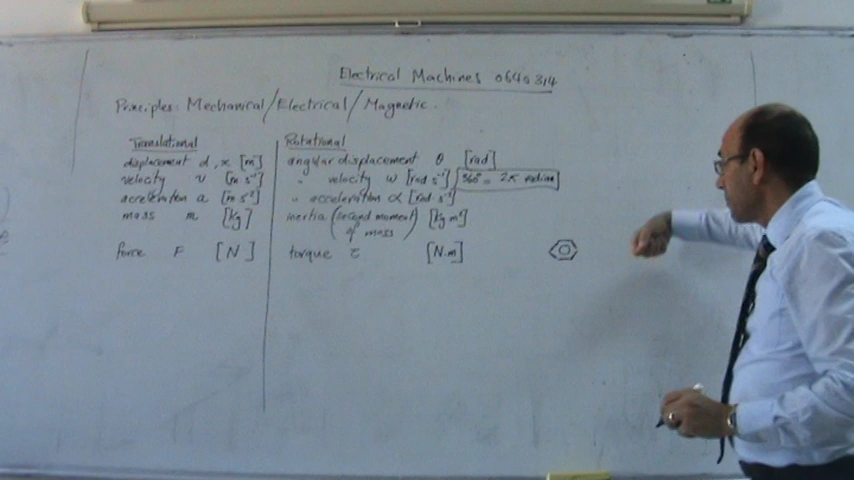 Electrical Machines 0640314
Principles: Mechanical/Electrical/Magnetic.
Translational
displacement d, x [m]
velocity v [m s⁻¹]
acceleration a [m s⁻²]
mass m [kg]
force F [N]
Rotational
angular displacement θ [rad]
" velocity ω [rad s⁻¹] 360° = 2π radian
" acceleration α [rad s⁻²]
inertia (second moment of mass) [kg m²]
torque τ [N.m]